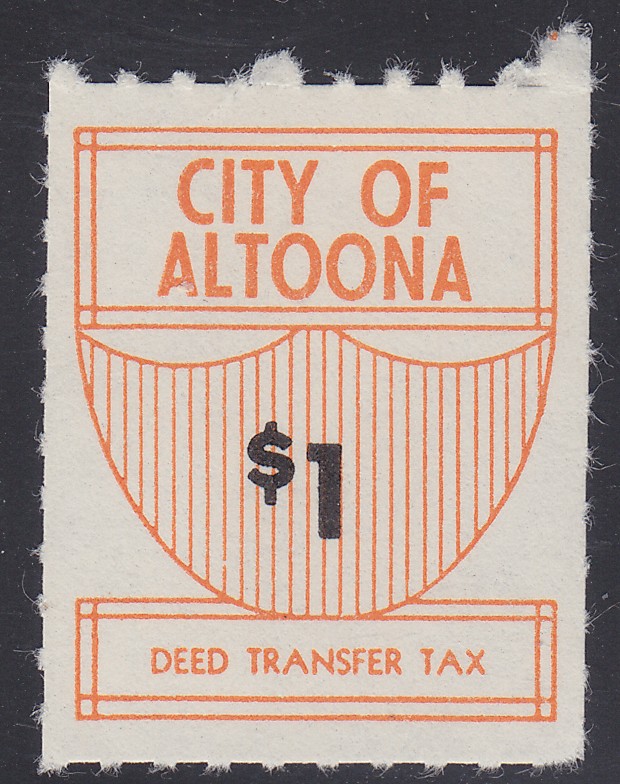 CITY OF
ALTOONA
$1
DEED TRANSFER TAX